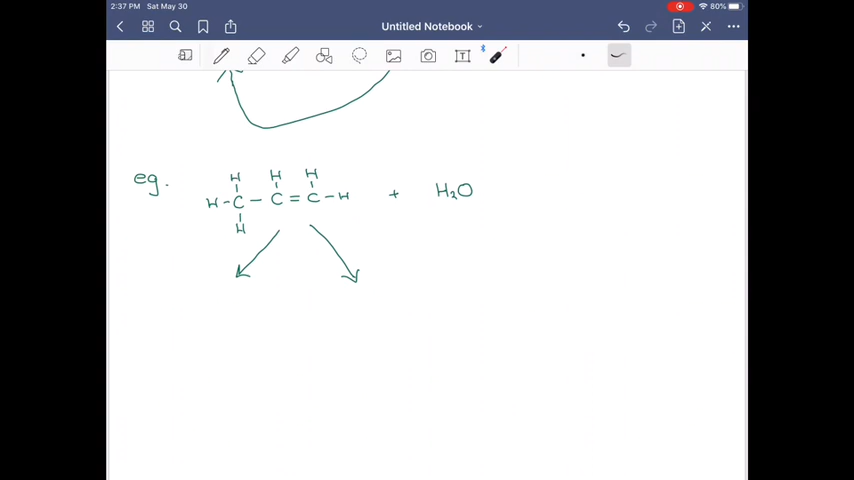 2:37 PM Sat May 30
80%
Untitled Notebook
T
eg.
H H H
H-C-C=C-H + H₂O
H